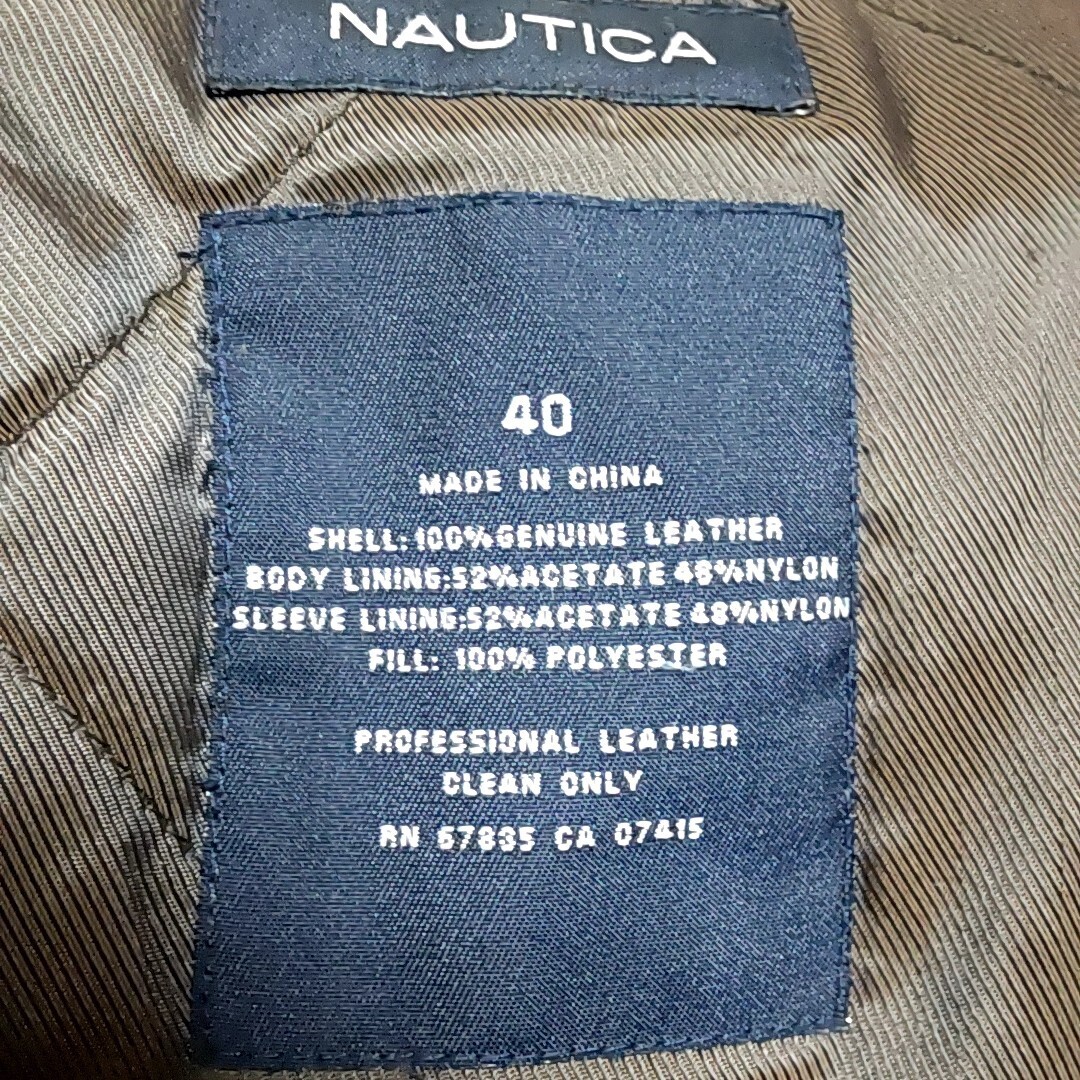 NAUTICA
40
MADE IN CHINA
SHELL: 100% GENUINE LEATHER
BODY LINING: 52% ACETATE 48% NYLON
SLEEVE LINING: 52% ACETATE 48% NYLON
FILL: 100% POLYESTER
PROFESSIONAL LEATHER
CLEAN ONLY
RN 67835 CA 07415